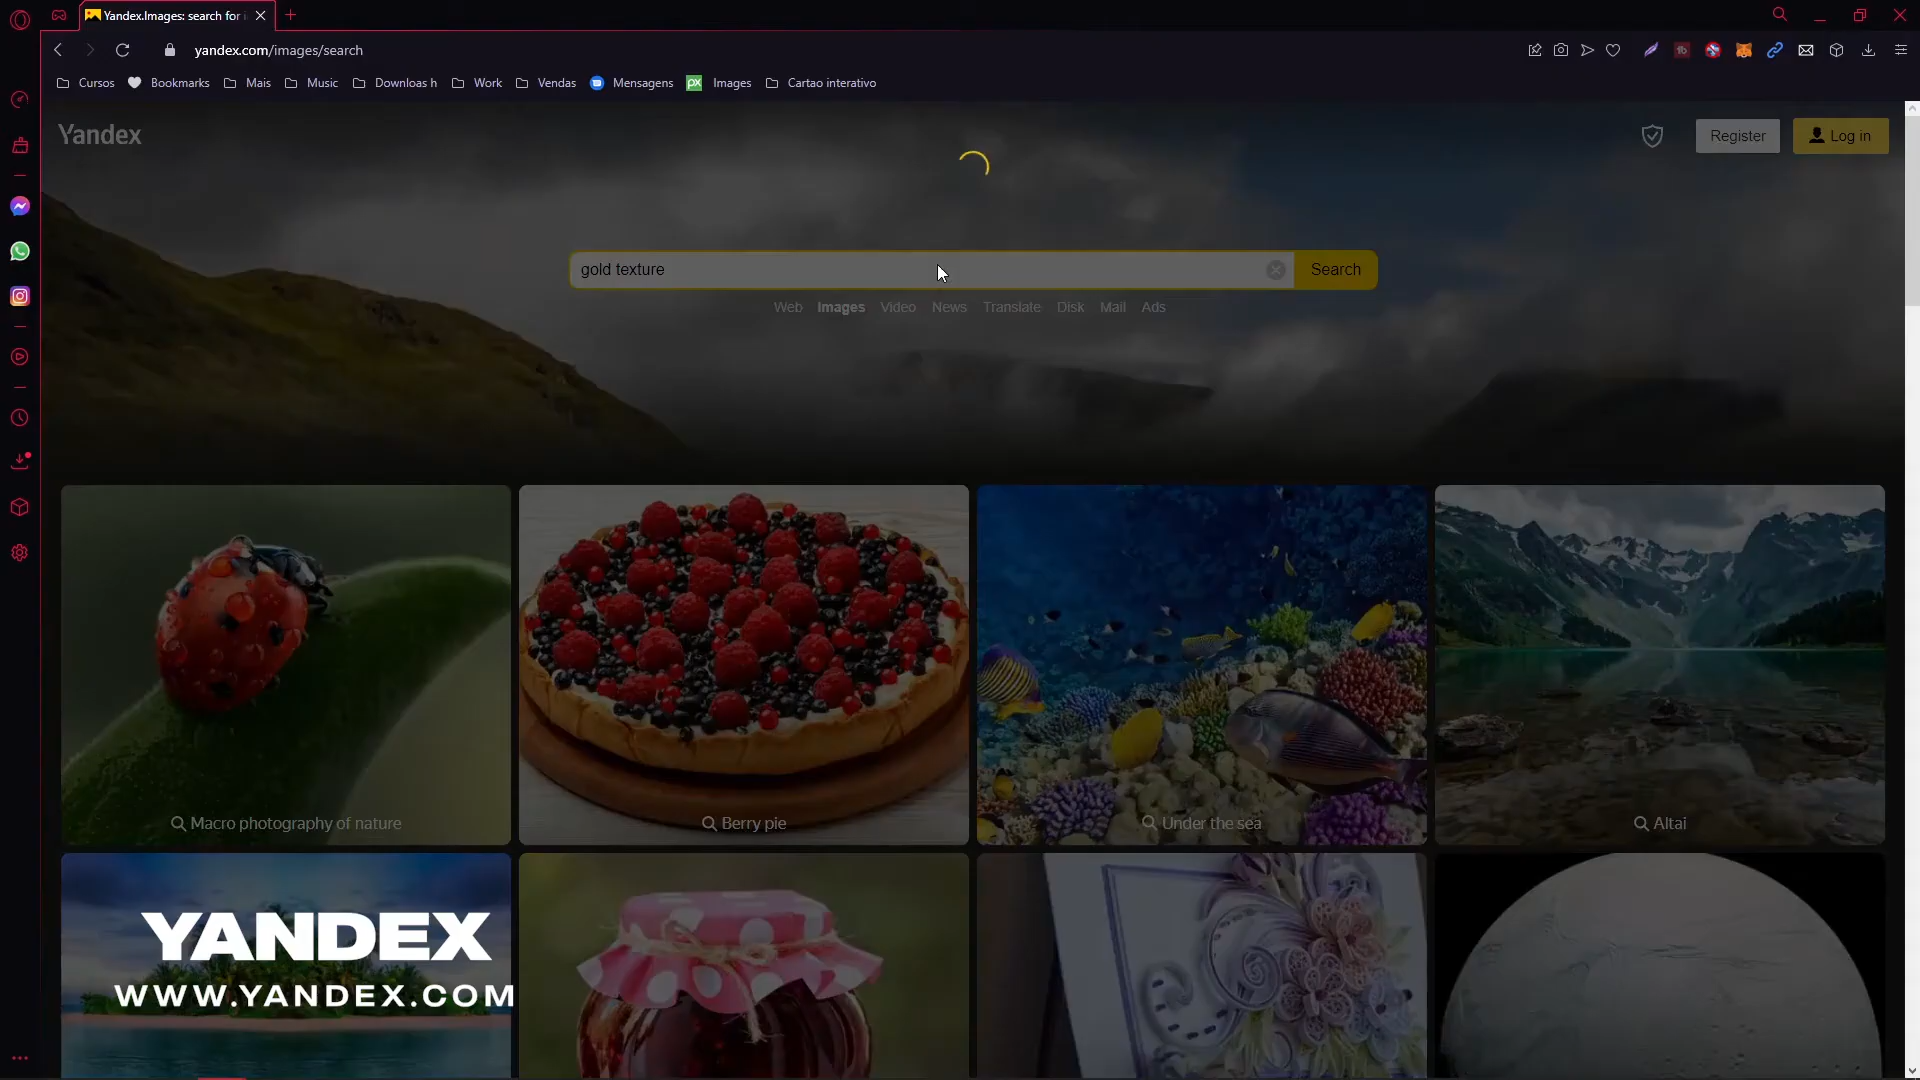 Yandex.Images: search for i
yandex.com/images/search
Cursos Bookmarks Mais Music Downloas h Work Vendas Mensagens px Images Cartao interativo
Yandex
Register Log in
gold texture Search
Web Images Video News Translate Disk Mail Ads
Macro photography of nature
Berry pie
Under the sea
Altai
YANDEX
WWW.YANDEX.COM